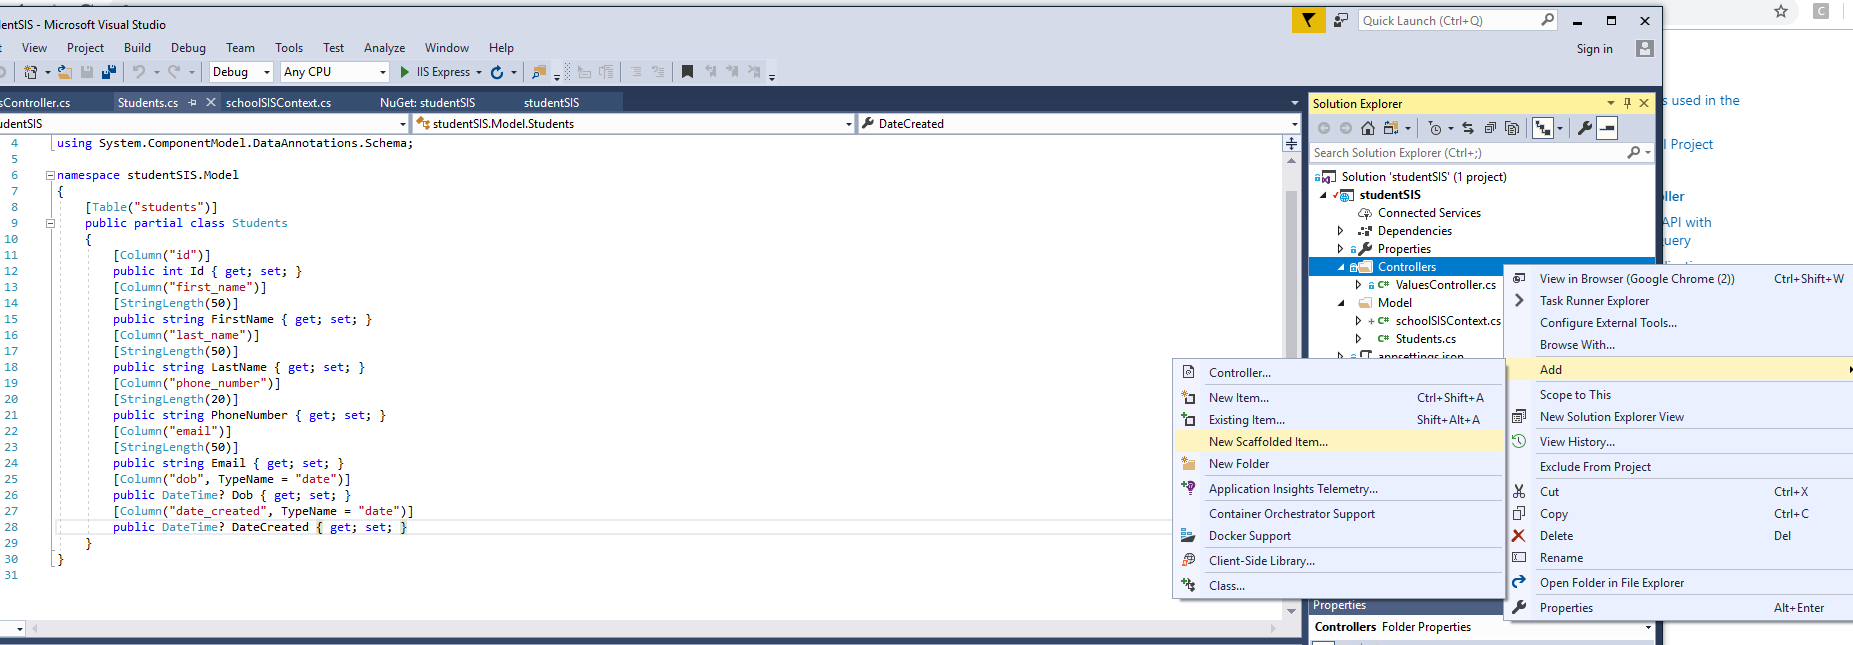 entSIS - Microsoft Visual Studio
Quick Launch (Ctrl+Q)
View Project Build Debug Team Tools Test Analyze Window Help
Sign in
Debug Any CPU IIS Express
sController.cs Students.cs schoolSISContext.cs NuGet: studentSIS studentSIS
udentSIS studentSIS.Model.Students DateCreated
4 using System.ComponentModel.DataAnnotations.Schema;
5
6 namespace studentSIS.Model
7 {
8 [Table("students")]
9 public partial class Students
10 {
11 [Column("id")]
12 public int Id { get; set; }
13 [Column("first_name")]
14 [StringLength(50)]
15 public string FirstName { get; set; }
16 [Column("last_name")]
17 [StringLength(50)]
18 public string LastName { get; set; }
19 [Column("phone_number")]
20 [StringLength(20)]
21 public string PhoneNumber { get; set; }
22 [Column("email")]
23 [StringLength(50)]
24 public string Email { get; set; }
25 [Column("dob", TypeName = "date")]
26 public DateTime? Dob { get; set; }
27 [Column("date_created", TypeName = "date")]
28 public DateTime? DateCreated { get; set; }
29 }
30 }
31
Solution Explorer
Search Solution Explorer (Ctrl+;)
Solution 'studentSIS' (1 project)
studentSIS
Connected Services
Dependencies
Properties
Controllers
C# ValuesController.cs
Model
C# schoolSISContext.cs
C# Students.cs
appsettings.json
View in Browser (Google Chrome (2)) Ctrl+Shift+W
Task Runner Explorer
Configure External Tools...
Browse With...
Add
Scope to This
New Solution Explorer View
View History...
Exclude From Project
Cut Ctrl+X
Copy Ctrl+C
Delete Del
Rename
Open Folder in File Explorer
Properties Alt+Enter
Controller...
New Item... Ctrl+Shift+A
Existing Item... Shift+Alt+A
New Scaffolded Item...
New Folder
Application Insights Telemetry...
Container Orchestrator Support
Docker Support
Client-Side Library...
Class...
Properties
Controllers Folder Properties
C
s used in the
I Project
ller
API with
uery